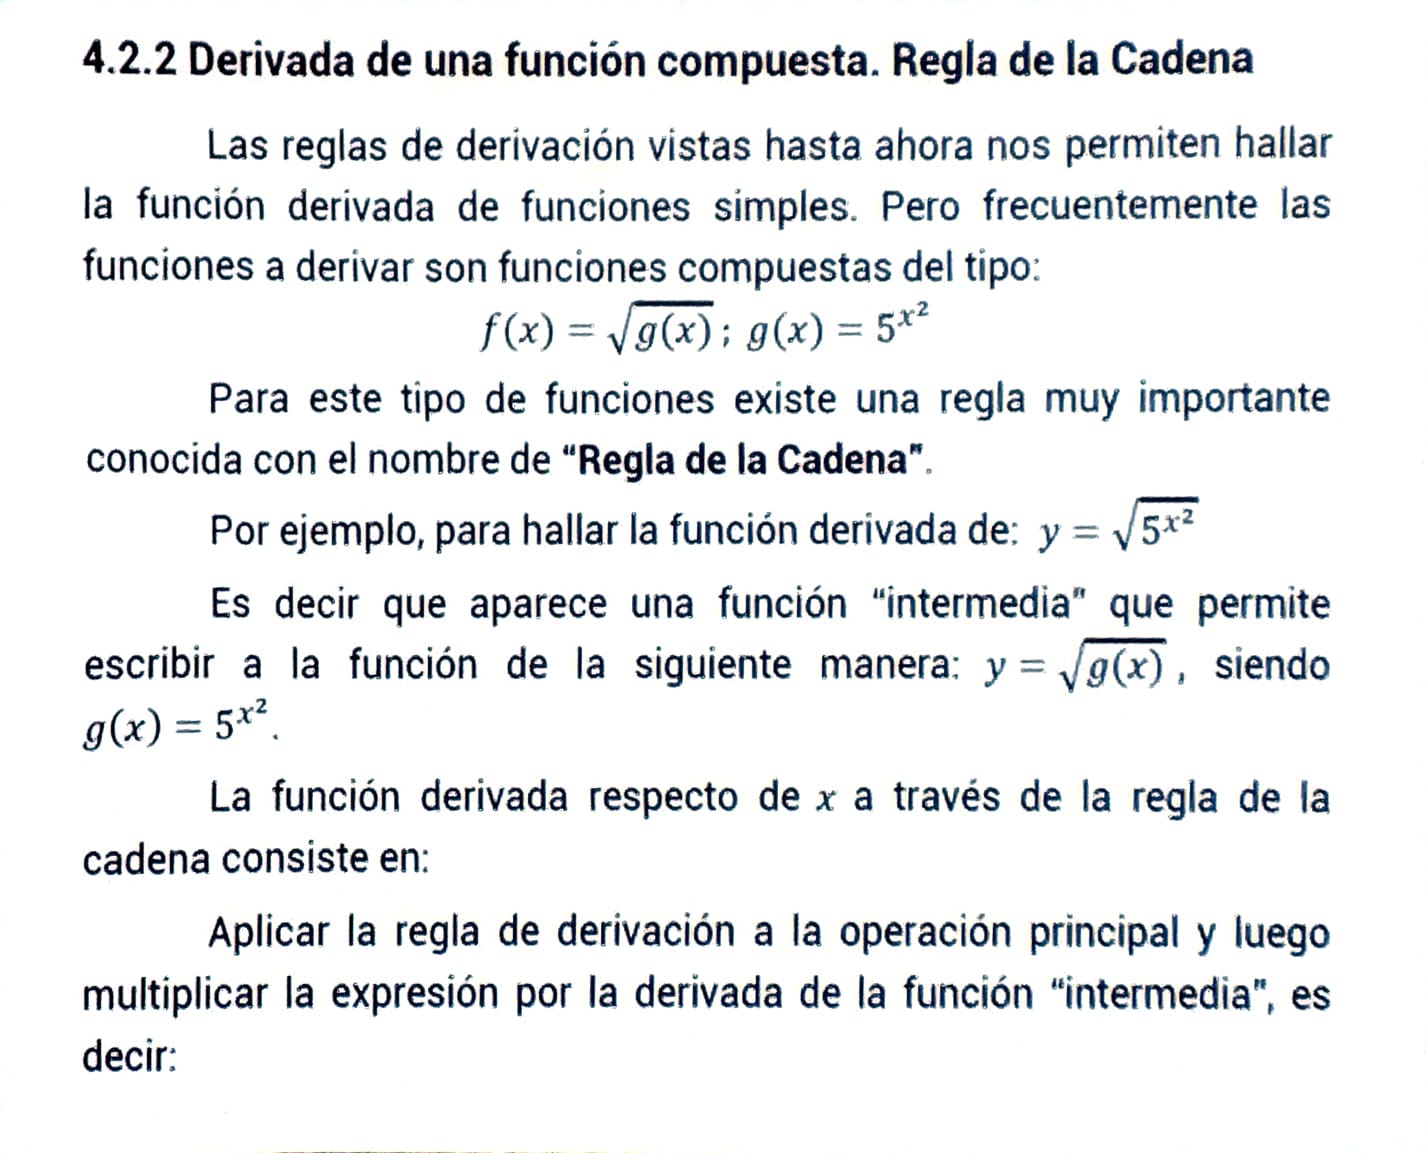 4.2.2 Derivada de una función compuesta. Regla de la Cadena
Las reglas de derivación vistas hasta ahora nos permiten hallar
la función derivada de funciones simples. Pero frecuentemente las
funciones a derivar son funciones compuestas del tipo:
f(x) = √g(x) ; g(x) = 5^{x^2}
Para este tipo de funciones existe una regla muy importante
conocida con el nombre de “Regla de la Cadena”.
Por ejemplo, para hallar la función derivada de: y = √5^{x^2}
Es decir que aparece una función “intermedia” que permite
escribir a la función de la siguiente manera: y = √g(x) , siendo
g(x) = 5^{x^2}.
La función derivada respecto de x a través de la regla de la
cadena consiste en:
Aplicar la regla de derivación a la operación principal y luego
multiplicar la expresión por la derivada de la función “intermedia”, es
decir: